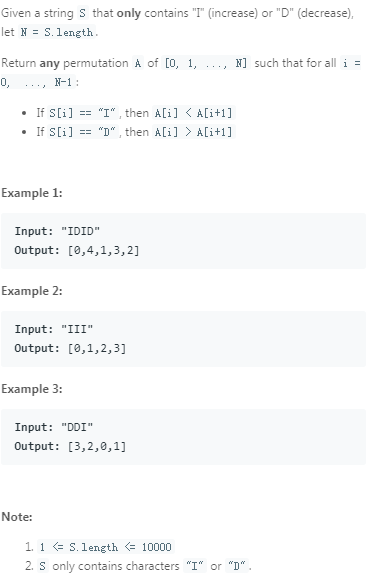 Given a string S that only contains "I" (increase) or "D" (decrease),
let N = S.length.
Return any permutation A of [0, 1, ..., N] such that for all i =
0, ..., N-1:
• If S[i] == "I", then A[i] < A[i+1]
• If S[i] == "D", then A[i] > A[i+1]
Example 1:
Input: "IDID"
Output: [0,4,1,3,2]
Example 2:
Input: "III"
Output: [0,1,2,3]
Example 3:
Input: "DDI"
Output: [3,2,0,1]
Note:
1. 1 <= S.length <= 10000
2. S only contains characters "I" or "D".